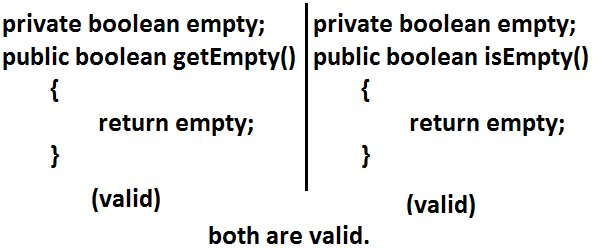 private boolean empty;
public boolean getEmpty()
{
return empty;
}
(valid)
private boolean empty;
public boolean isEmpty()
{
return empty;
}
(valid)
both are valid.